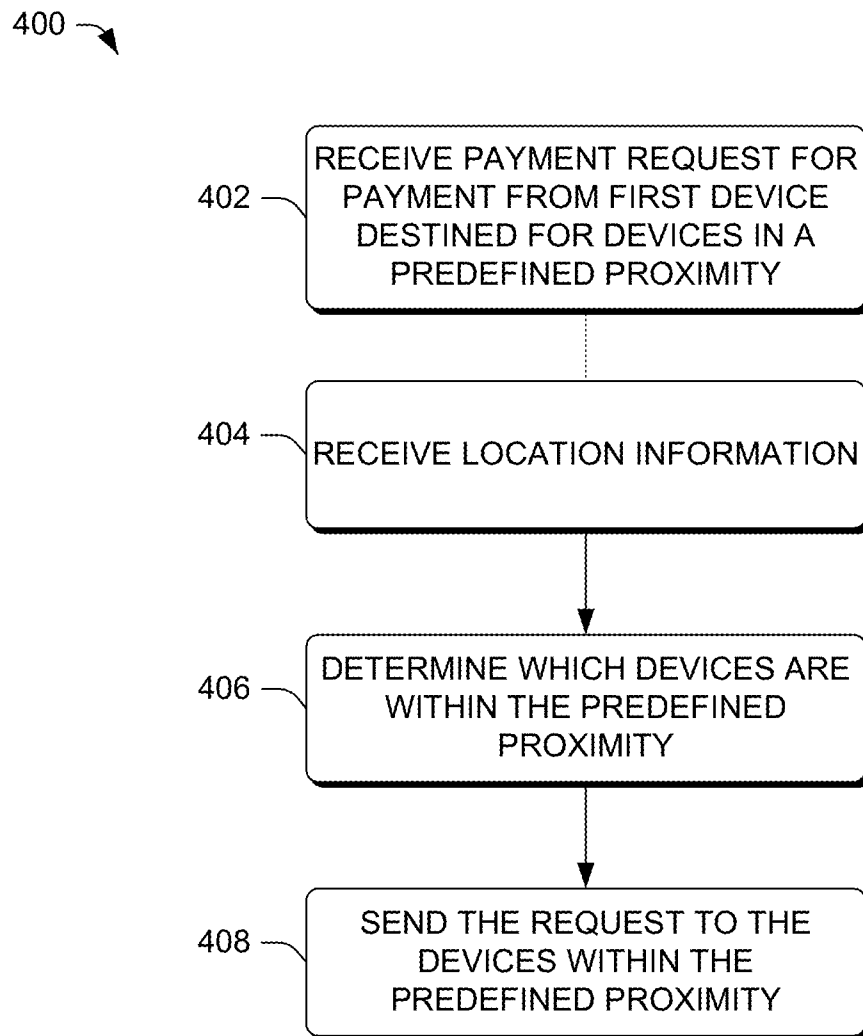 400
402
RECEIVE PAYMENT REQUEST FOR
PAYMENT FROM FIRST DEVICE
DESTINED FOR DEVICES IN A
PREDEFINED PROXIMITY
404
RECEIVE LOCATION INFORMATION
406
DETERMINE WHICH DEVICES ARE
WITHIN THE PREDEFINED
PROXIMITY
408
SEND THE REQUEST TO THE
DEVICES WITHIN THE
PREDEFINED PROXIMITY